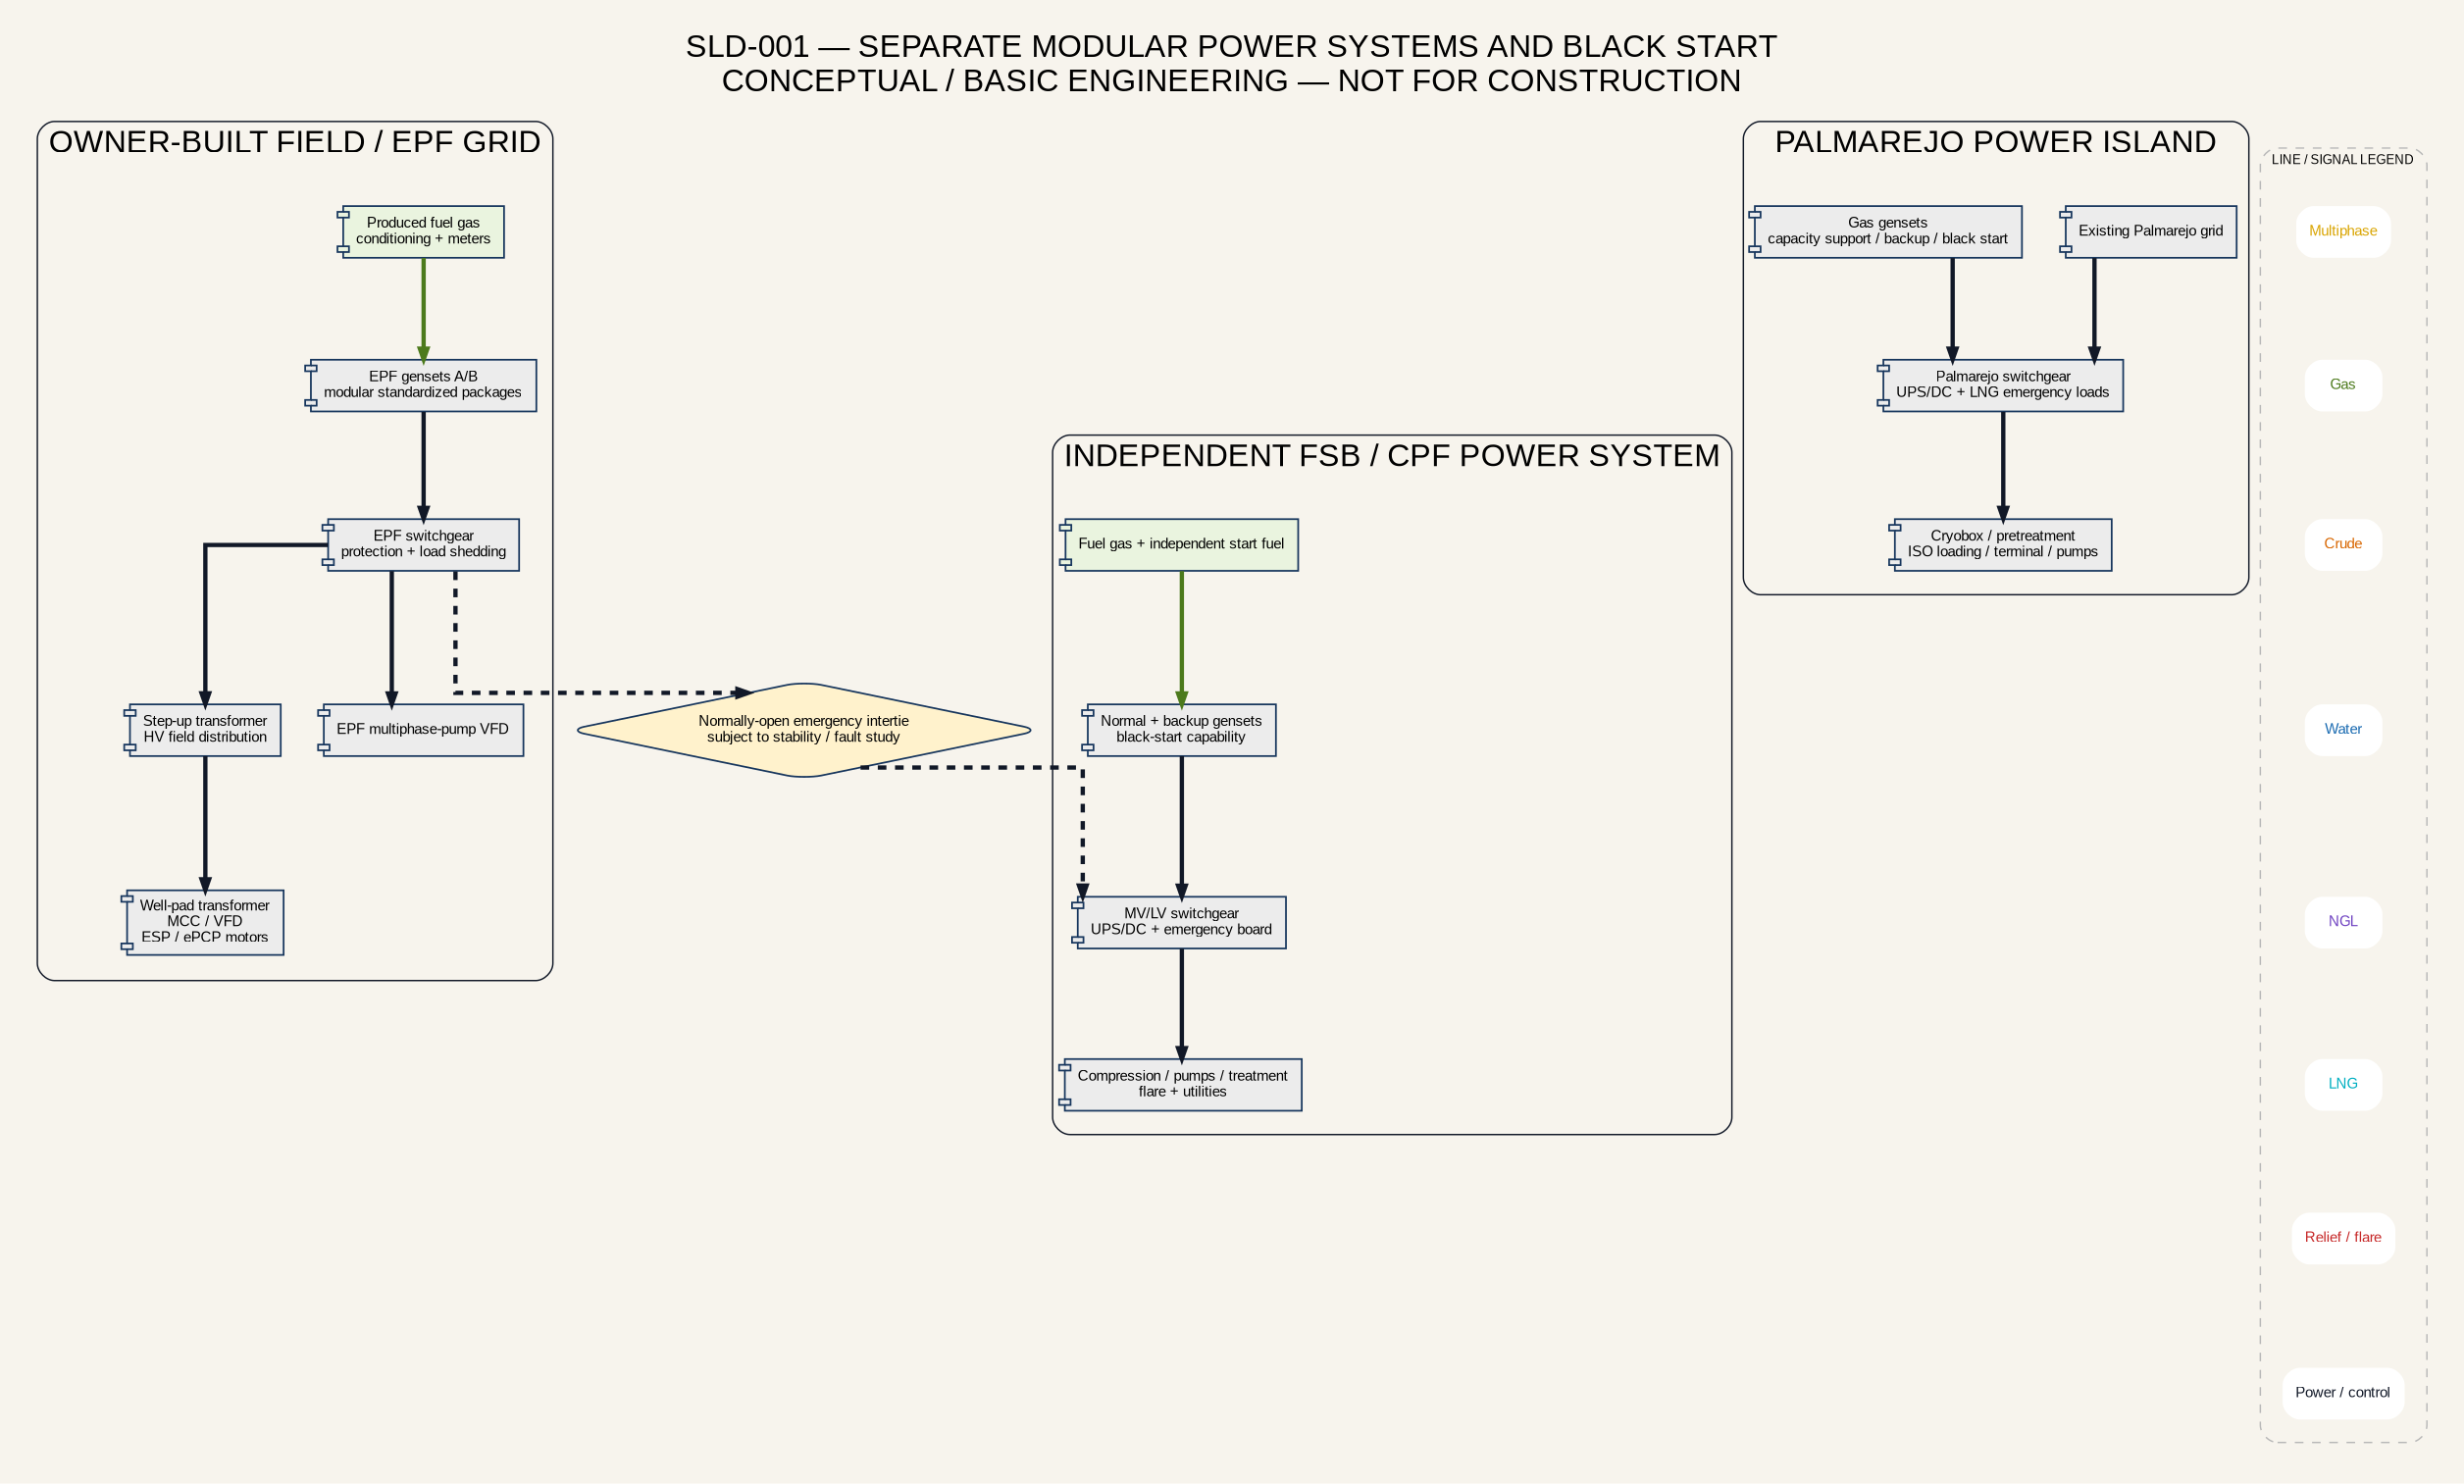 SLD-001 — SEPARATE MODULAR POWER SYSTEMS AND BLACK START
CONCEPTUAL / BASIC ENGINEERING — NOT FOR CONSTRUCTION
OWNER-BUILT FIELD / EPF GRID
Produced fuel gas
conditioning + meters
EPF gensets A/B
modular standardized packages
EPF switchgear
protection + load shedding
Step-up transformer
HV field distribution
EPF multiphase-pump VFD
Well-pad transformer
MCC / VFD
ESP / ePCP motors
Normally-open emergency intertie
subject to stability / fault study
INDEPENDENT FSB / CPF POWER SYSTEM
Fuel gas + independent start fuel
Normal + backup gensets
black-start capability
MV/LV switchgear
UPS/DC + emergency board
Compression / pumps / treatment
flare + utilities
PALMAREJO POWER ISLAND
Gas gensets
capacity support / backup / black start
Existing Palmarejo grid
Palmarejo switchgear
UPS/DC + LNG emergency loads
Cryobox / pretreatment
ISO loading / terminal / pumps
LINE / SIGNAL LEGEND
Multiphase
Gas
Crude
Water
NGL
LNG
Relief / flare
Power / control